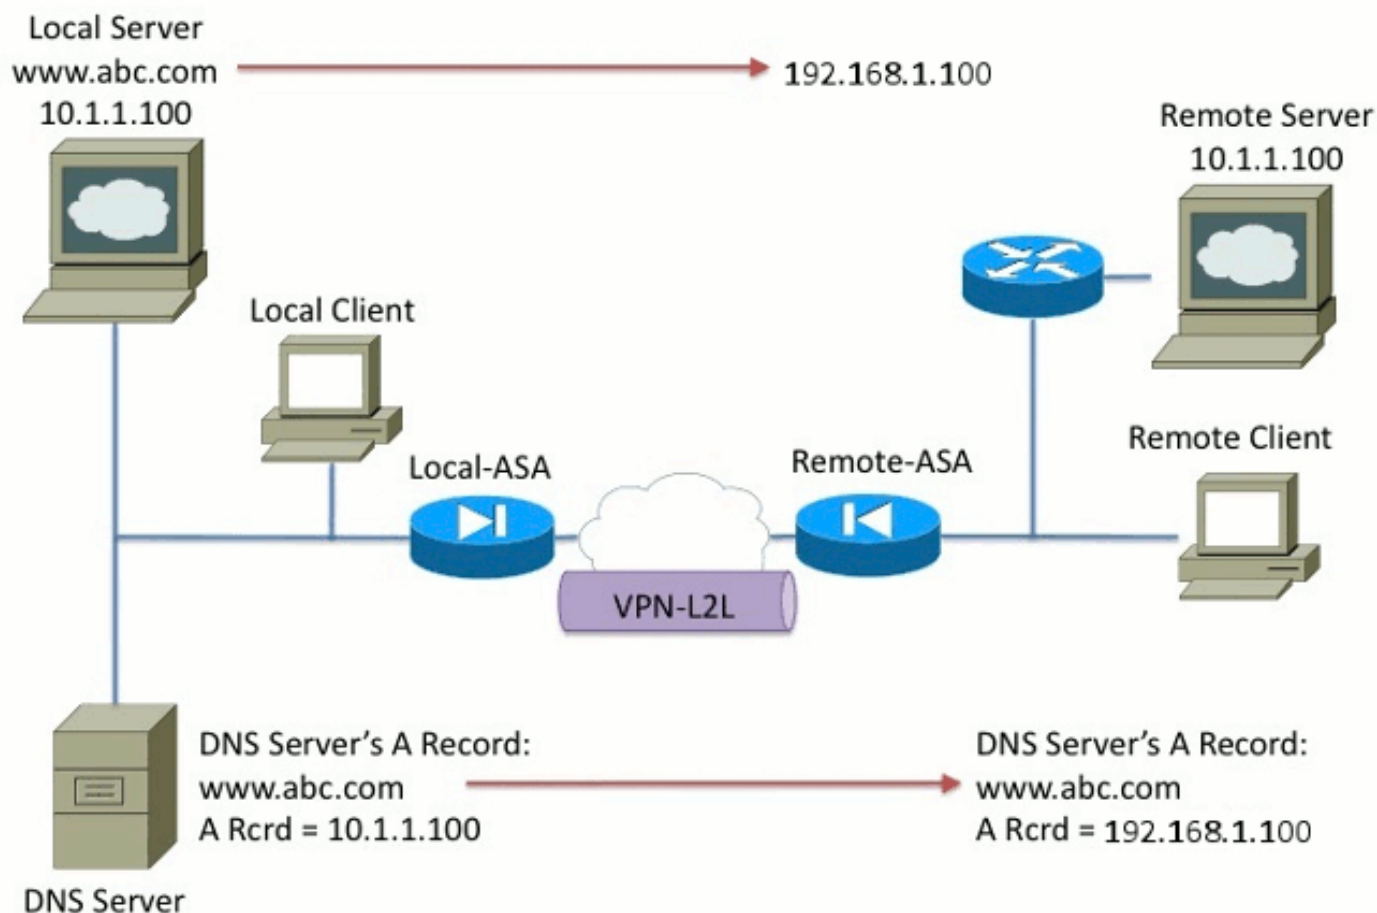 Local Server
www.abc.com
10.1.1.100
192.168.1.100
Remote Server
10.1.1.100
Local Client
Local-ASA
Remote-ASA
Remote Client
VPN-L2L
DNS Server's A Record:
www.abc.com
A Rcrd = 10.1.1.100
DNS Server's A Record:
www.abc.com
A Rcrd = 192.168.1.100
DNS Server